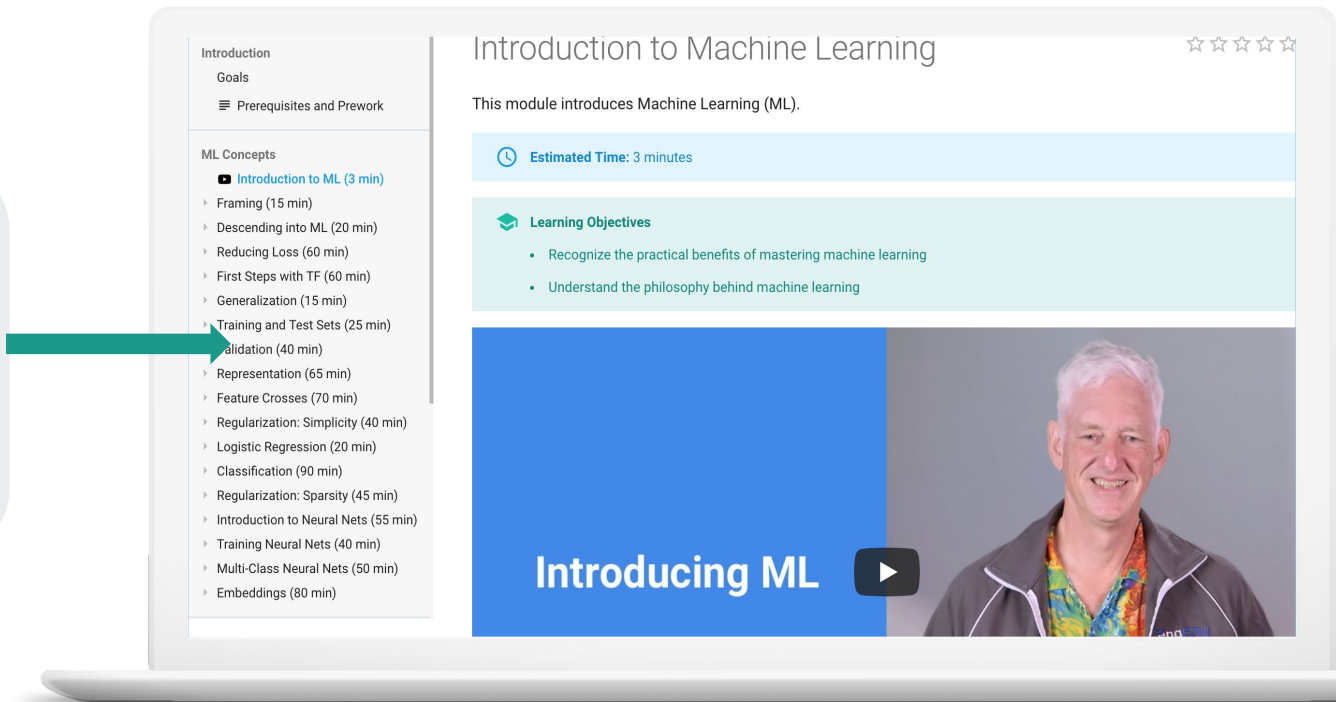 Introduction
Goals
Prerequisites and Prework
ML Concepts
Introduction to ML (3 min)
Framing (15 min)
Descending into ML (20 min)
Reducing Loss (60 min)
First Steps with TF (60 min)
Generalization (15 min)
Training and Test Sets (25 min)
alidation (40 min)
Representation (65 min)
Feature Crosses (70 min)
Regularization: Simplicity (40 min)
Logistic Regression (20 min)
Classification (90 min)
Regularization: Sparsity (45 min)
Introduction to Neural Nets (55 min)
Training Neural Nets (40 min)
Multi-Class Neural Nets (50 min)
Embeddings (80 min)
Introduction to Machine Learning
This module introduces Machine Learning (ML).
Estimated Time: 3 minutes
Learning Objectives
• Recognize the practical benefits of mastering machine learning
• Understand the philosophy behind machine learning
Introducing ML